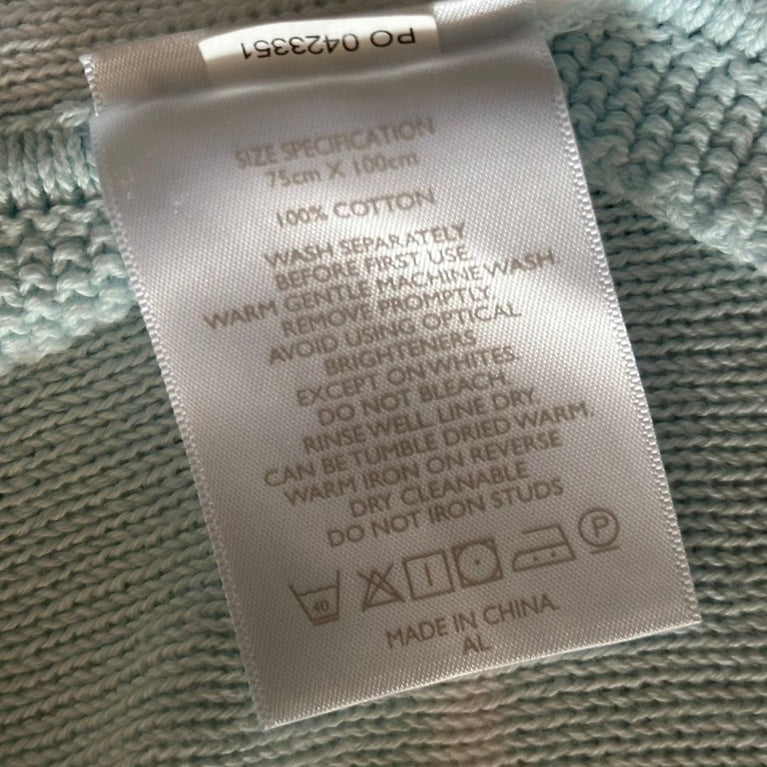 PO 0423351
SIZE SPECIFICATION
75cm X 100cm
100% COTTON
WASH SEPARATELY
BEFORE FIRST USE.
WARM GENTLE MACHINE WASH.
REMOVE PROMPTLY.
AVOID USING OPTICAL
BRIGHTENERS
EXCEPT ON WHITES.
DO NOT BLEACH.
RINSE WELL. LINE DRY.
CAN BE TUMBLE DRIED WARM.
WARM IRON ON REVERSE
DRY CLEANABLE
DO NOT IRON STUDS
40
P
MADE IN CHINA.
AL